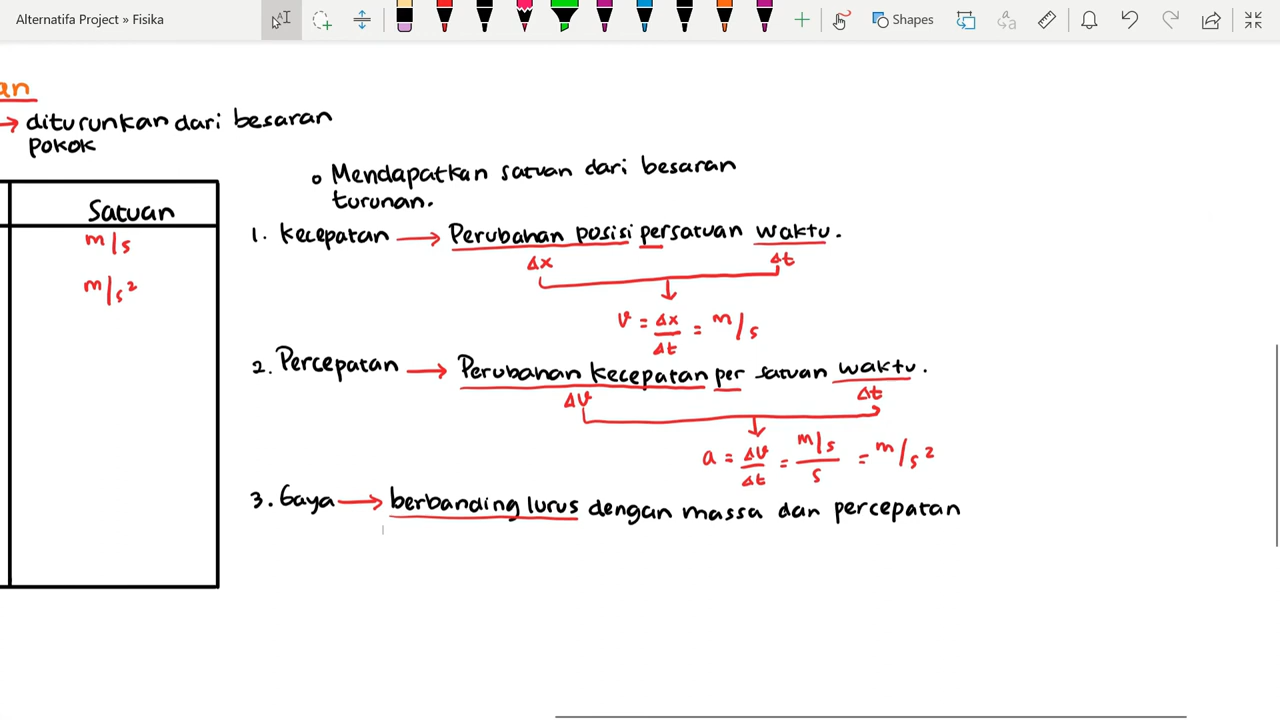 Alternatifa Project » Fisika
Shapes
an
→ diturunkan dari besaran
pokok
Satuan
m/s
m/s²
o Mendapatkan satuan dari besaran
turunan.
1. Kecepatan → Perubahan posisi persatuan waktu.
Δx Δt
v = Δx/Δt = m/s
2. Percepatan → Perubahan kecepatan per satuan waktu.
Δv Δt
a = Δv/Δt = m/s/s = m/s²
3. Gaya → berbanding lurus dengan massa dan percepatan